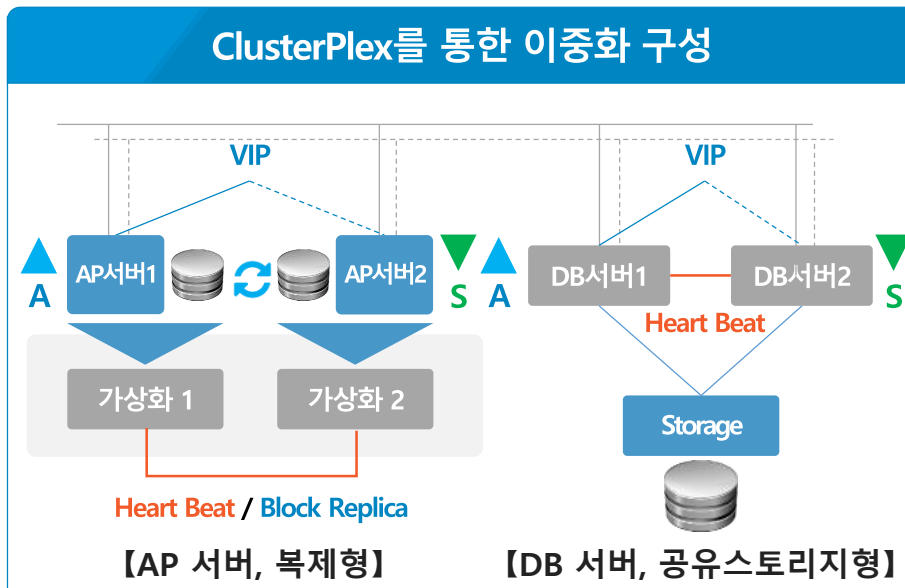 ClusterPlex를 통한 이중화 구성
VIP
VIP
AP서버1
AP서버2
DB서버1
DB서버2
A
S
A
S
Heart Beat
가상화 1
가상화 2
Storage
Heart Beat / Block Replica
【AP 서버, 복제형】
【DB 서버, 공유스토리지형】